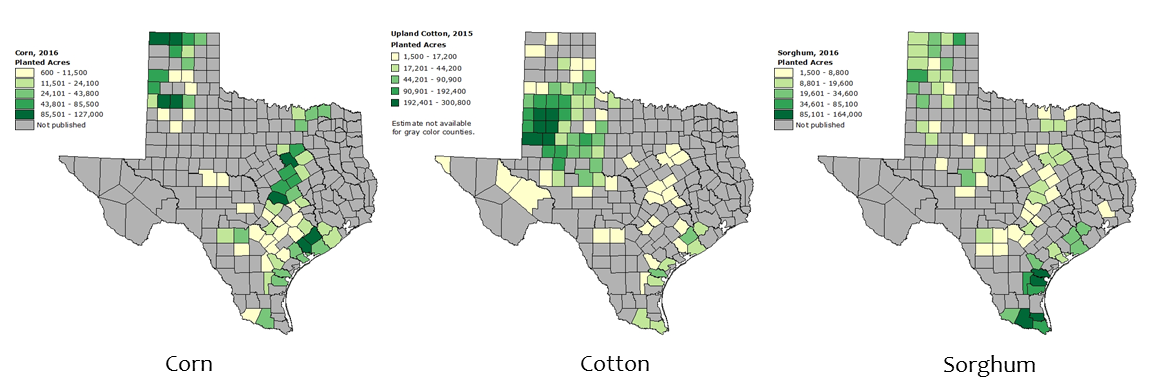 Corn, 2016
Planted Acres
600 - 11,500
11,501 - 24,100
24,101 - 43,800
43,801 - 85,500
85,501 - 127,000
Not published
Upland Cotton, 2015
Planted Acres
1,500 - 17,200
17,201 - 44,200
44,201 - 90,900
90,901 - 192,400
192,401 - 300,800
Estimate not available
for gray color counties.
Sorghum, 2016
Planted Acres
1,500 - 8,800
8,801 - 19,600
19,601 - 34,600
34,601 - 85,100
85,101 - 164,000
Not published
Corn
Cotton
Sorghum